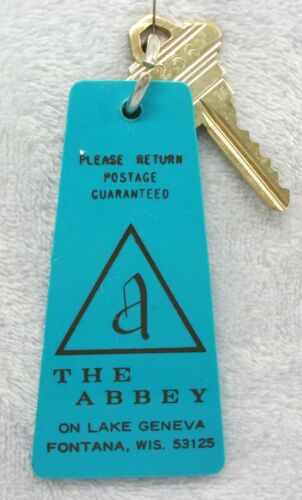 PLEASE RETURN
POSTAGE
GUARANTEED
a
THE
ABBEY
ON LAKE GENEVA
FONTANA, WIS. 53125